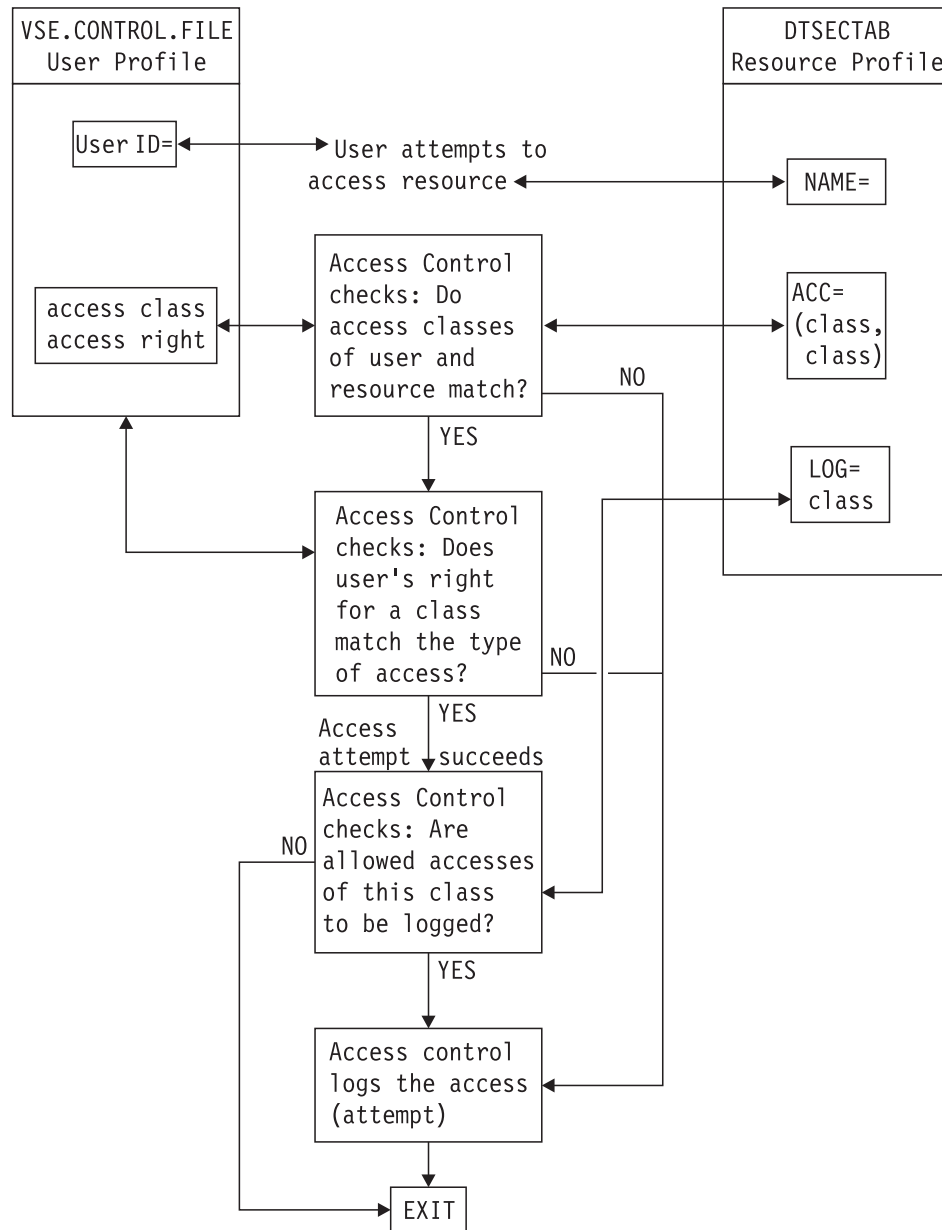 VSE.CONTROL.FILE
User Profile
DTSECTAB
Resource Profile
User ID=
User attempts to
access resource
NAME=
Access Control
checks: Do
access classes
of user and
resource match?
access class
access right
ACC=
(class,
class)
NO
YES
LOG=
class
Access Control
checks: Does
user's right
for a class
match the type
of access?
NO
YES
Access
attempt succeeds
Access Control
checks: Are
allowed accesses
of this class
to be logged?
NO
YES
Access control
logs the access
(attempt)
EXIT